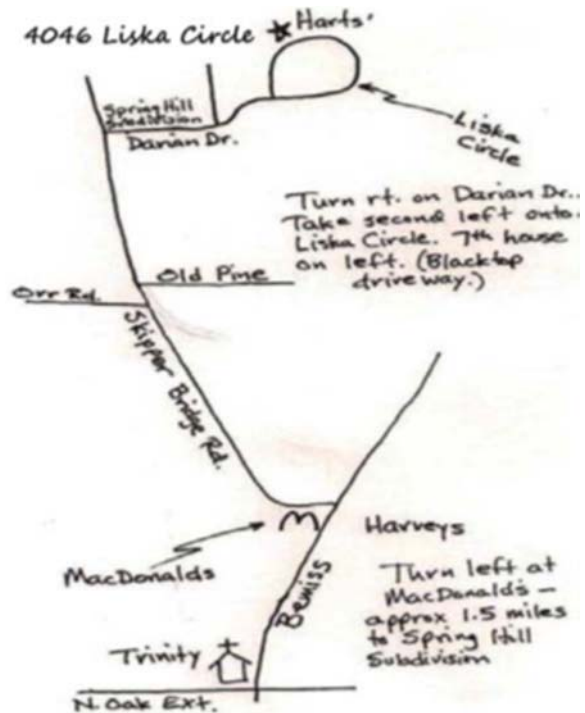 4046 Liska Circle
Harts'
Spring Hill
Subdivision
Darian Dr.
Liska
Circle
Turn rt. on Darian Dr..
Take second left onto
Liska Circle. 7th house
on left. (Blacktop
driveway.)
Old Pine
Orr Rd.
Skipper Bridge Rd.
Harveys
MacDonalds
Turn left at
MacDonalds —
approx 1.5 miles
to Spring Hill
Subdivision
Bemiss
Trinity
N. Oak Ext.